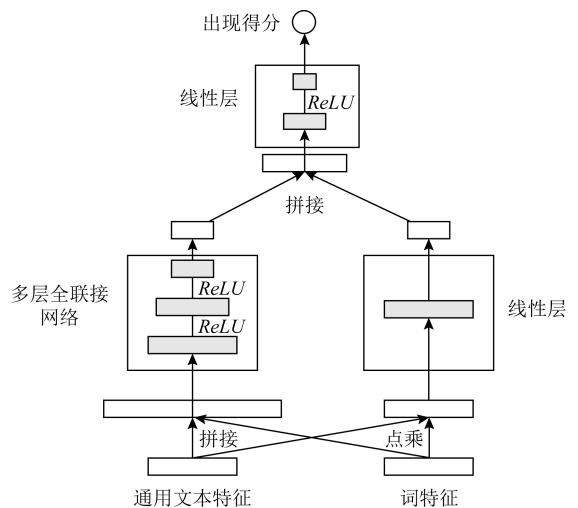 出现得分
线性层
ReLU
拼接
多层全联接
网络
ReLU
ReLU
线性层
拼接
点乘
通用文本特征
词特征